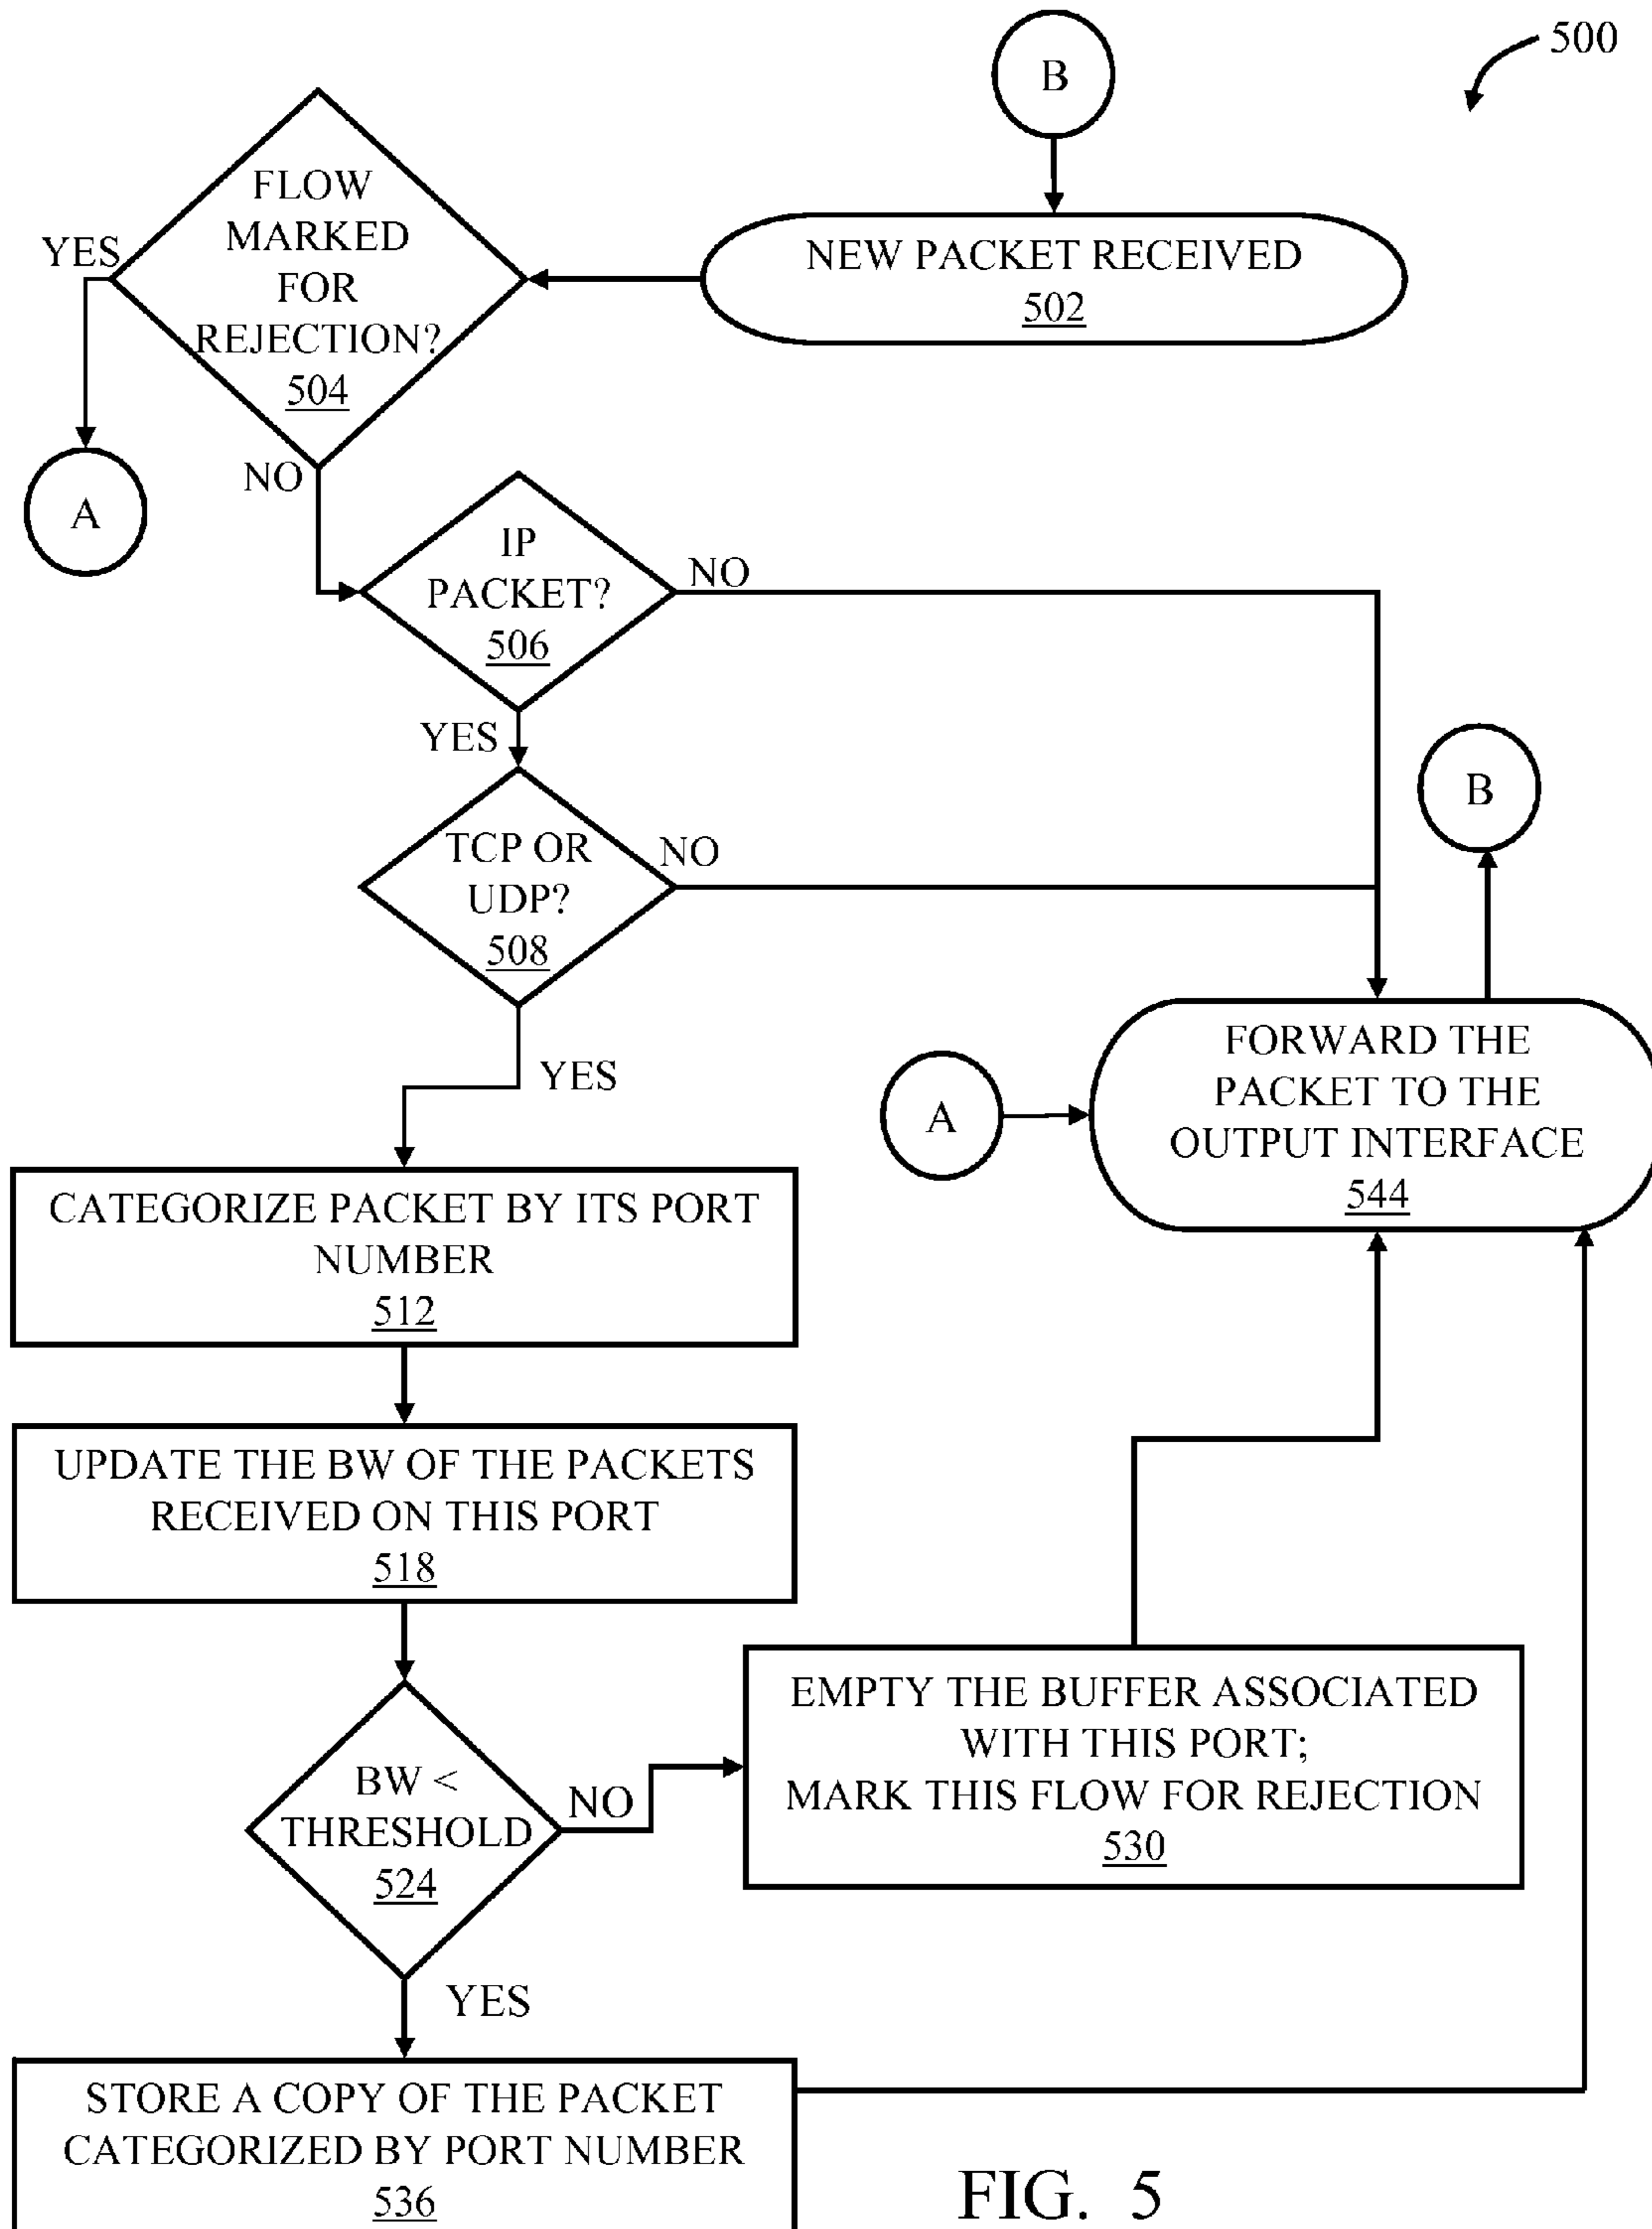 500
B
NEW PACKET RECEIVED
502
FLOW
MARKED
FOR
REJECTION?
504
YES
A
NO
IP
PACKET?
506
NO
YES
TCP OR
UDP?
508
NO
YES
B
A
FORWARD THE
PACKET TO THE
OUTPUT INTERFACE
544
CATEGORIZE PACKET BY ITS PORT
NUMBER
512
UPDATE THE BW OF THE PACKETS
RECEIVED ON THIS PORT
518
BW <
THRESHOLD
524
NO
EMPTY THE BUFFER ASSOCIATED
WITH THIS PORT;
MARK THIS FLOW FOR REJECTION
530
YES
STORE A COPY OF THE PACKET
CATEGORIZED BY PORT NUMBER
536
FIG. 5